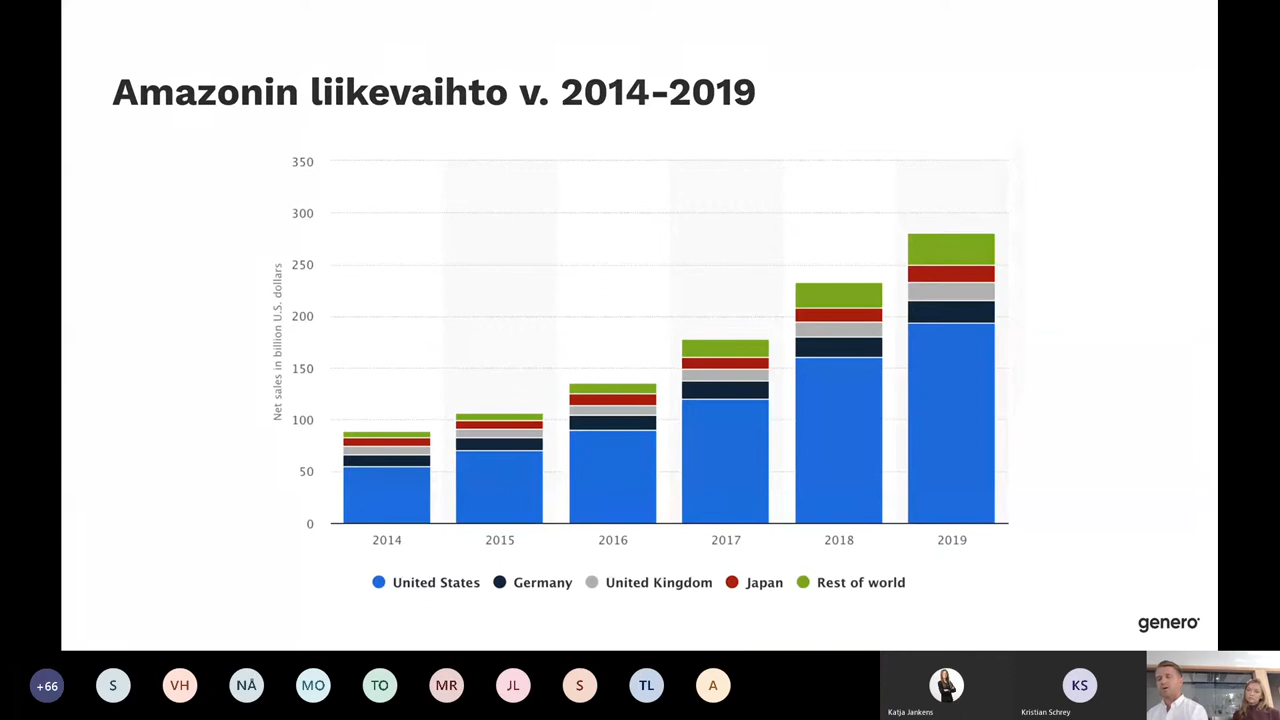 Amazonin liikevaihto v. 2014-2019
Net sales in billion U.S. dollars
350
300
250
200
150
100
50
0
2014 2015 2016 2017 2018 2019
United States Germany United Kingdom Japan Rest of world
genero
+66 S VH NÅ MO TO MR JL S TL A KS
Katja Jankens Kristian Schrey